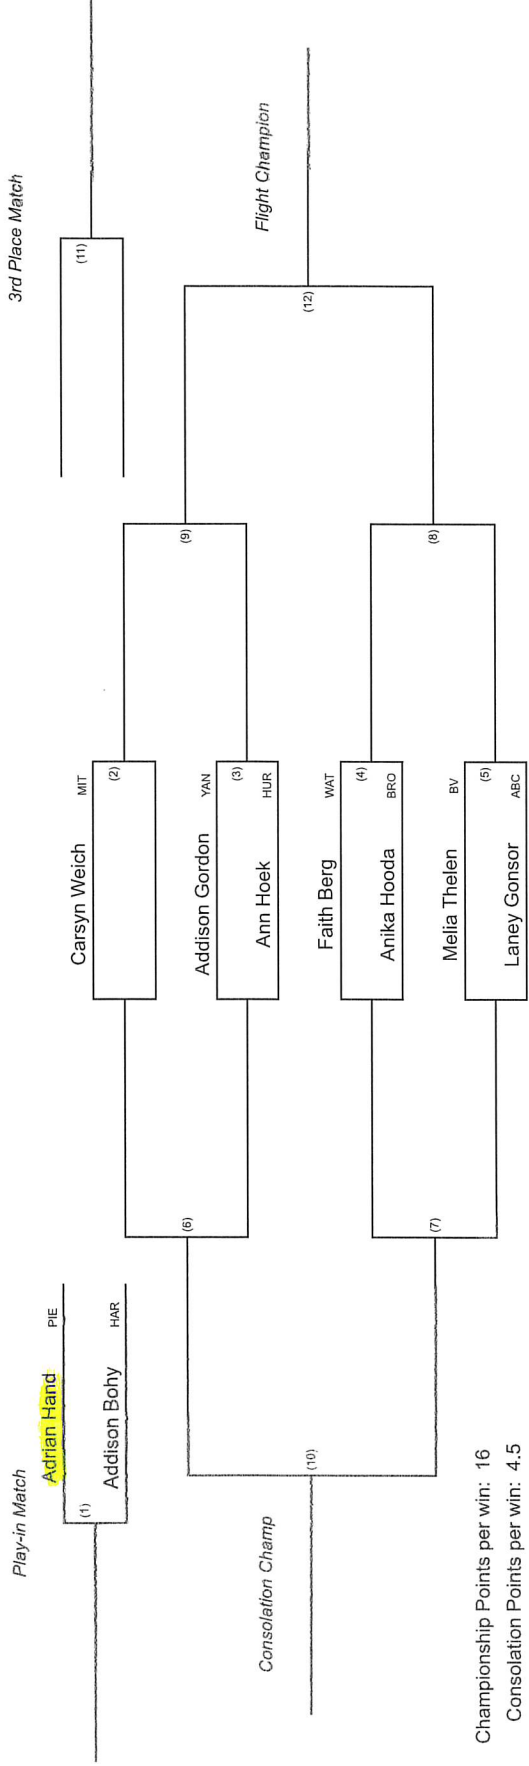 Play-in Match
Adrian Hand PIE
(1)
Addison Bohy HAR
3rd Place Match
(11)
Carsyn Weich MIT
(2)
(6)
(9)
Addison Gordon YAN
(3)
Ann Hoek HUR
Consolation Champ
(10)
(12)
Flight Champion
Faith Berg WAT
(4)
Anika Hooda BRO
(7)
(8)
Melia Thelen BV
(5)
Laney Gonsor ABC
Championship Points per win: 16
Consolation Points per win: 4.5